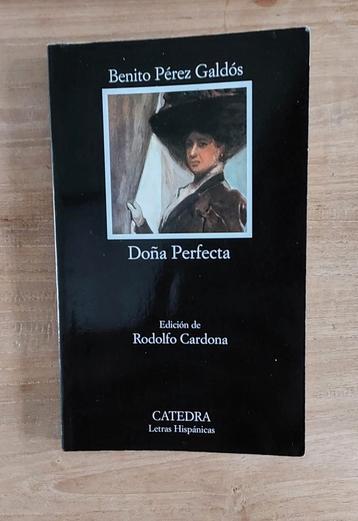 Benito Pérez Galdós
Doña Perfecta
Edición de
Rodolfo Cardona
CATEDRA
Letras Hispánicas